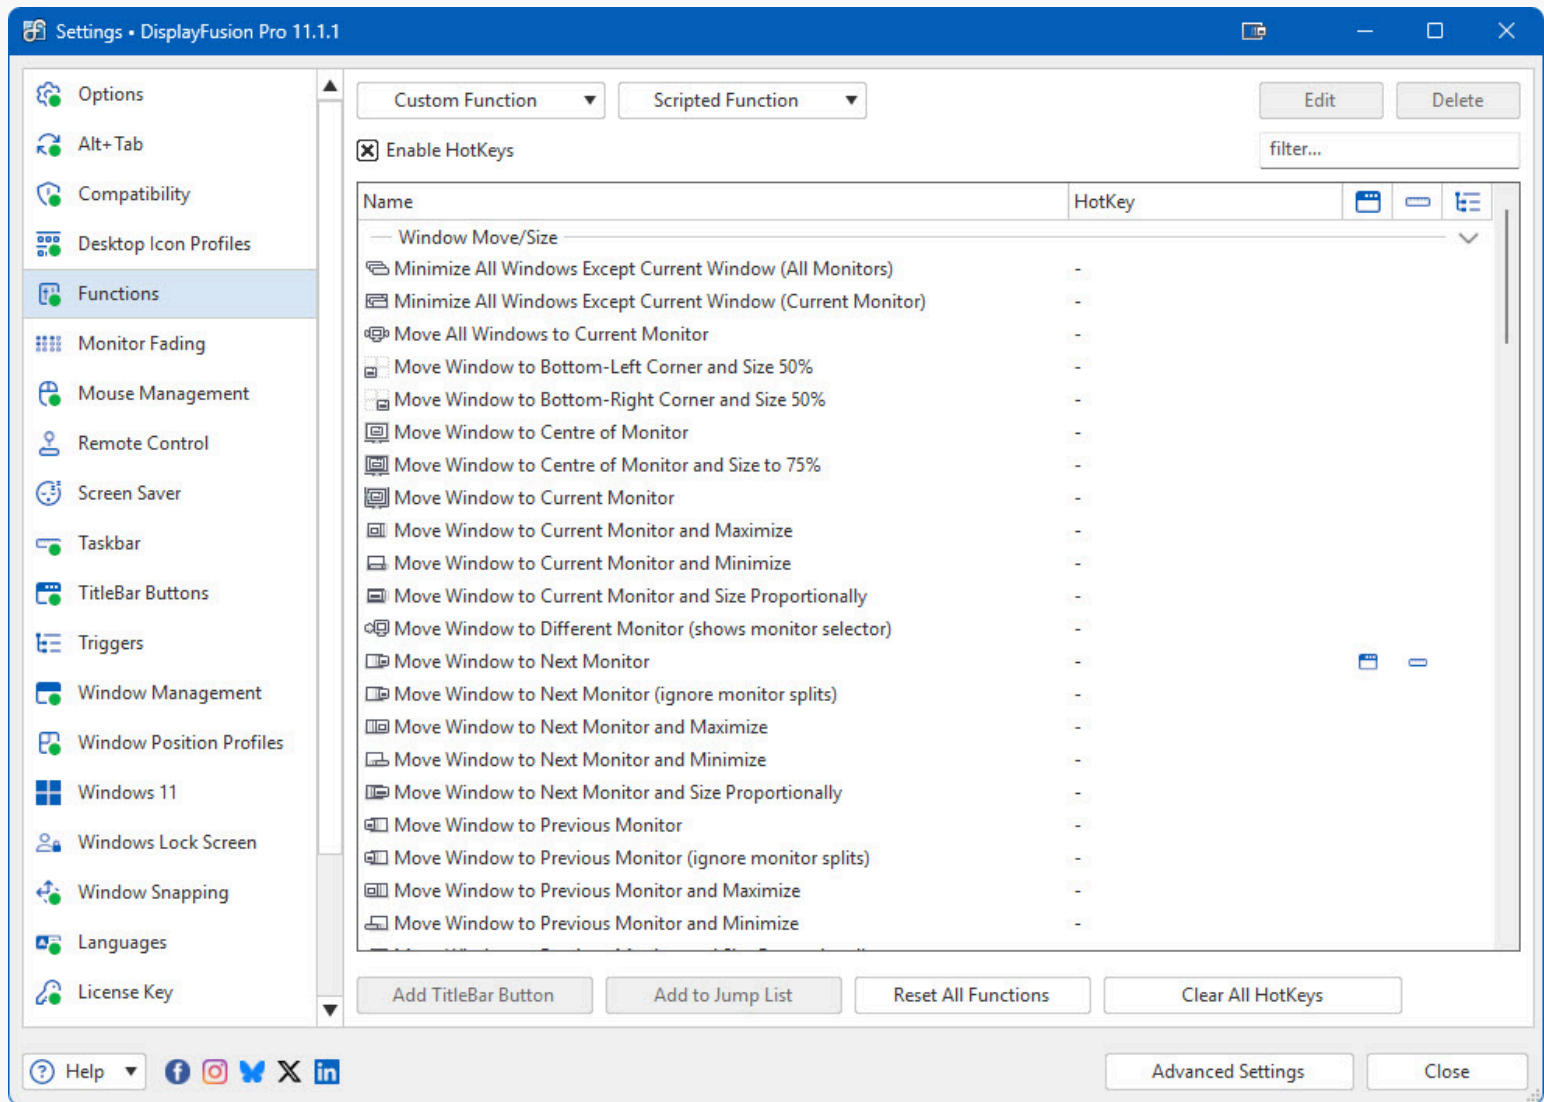 Settings • DisplayFusion Pro 11.1.1
Options
Alt+Tab
Compatibility
Desktop Icon Profiles
Functions
Monitor Fading
Mouse Management
Remote Control
Screen Saver
Taskbar
TitleBar Buttons
Triggers
Window Management
Window Position Profiles
Windows 11
Windows Lock Screen
Window Snapping
Languages
License Key
Custom Function
Scripted Function
Edit
Delete
Enable HotKeys
filter...
Name HotKey
Window Move/Size
Minimize All Windows Except Current Window (All Monitors) -
Minimize All Windows Except Current Window (Current Monitor) -
Move All Windows to Current Monitor -
Move Window to Bottom-Left Corner and Size 50% -
Move Window to Bottom-Right Corner and Size 50% -
Move Window to Centre of Monitor -
Move Window to Centre of Monitor and Size to 75% -
Move Window to Current Monitor -
Move Window to Current Monitor and Maximize -
Move Window to Current Monitor and Minimize -
Move Window to Current Monitor and Size Proportionally -
Move Window to Different Monitor (shows monitor selector) -
Move Window to Next Monitor -
Move Window to Next Monitor (ignore monitor splits) -
Move Window to Next Monitor and Maximize -
Move Window to Next Monitor and Minimize -
Move Window to Next Monitor and Size Proportionally -
Move Window to Previous Monitor -
Move Window to Previous Monitor (ignore monitor splits) -
Move Window to Previous Monitor and Maximize -
Move Window to Previous Monitor and Minimize -
Add TitleBar Button
Add to Jump List
Reset All Functions
Clear All HotKeys
Help
Advanced Settings
Close